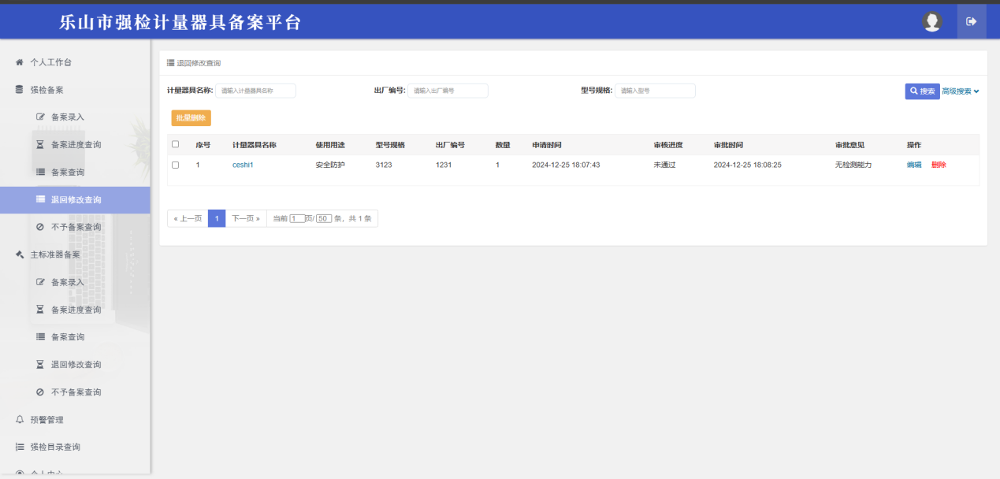 乐山市强检计量器具备案平台
个人工作台
强检备案
备案录入
备案进度查询
备案查询
退回修改查询
不予备案查询
主标准器备案
备案录入
备案进度查询
备案查询
退回修改查询
不予备案查询
预警管理
强检目录查询
个人中心
退回修改查询
计量器具名称: 请输入计量器具名称 出厂编号: 请输入出厂编号 型号规格: 请输入型号 搜索 高级搜索
批量删除
序号 计量器具名称 使用用途 型号规格 出厂编号 数量 申请时间 审核进度 审批时间 审批意见 操作
1 ceshi1 安全防护 3123 1231 1 2024-12-25 18:07:43 未通过 2024-12-25 18:08:25 无检测能力 编辑 删除
« 上一页 1 下一页 » 当前 1 页/ 50 条，共 1 条